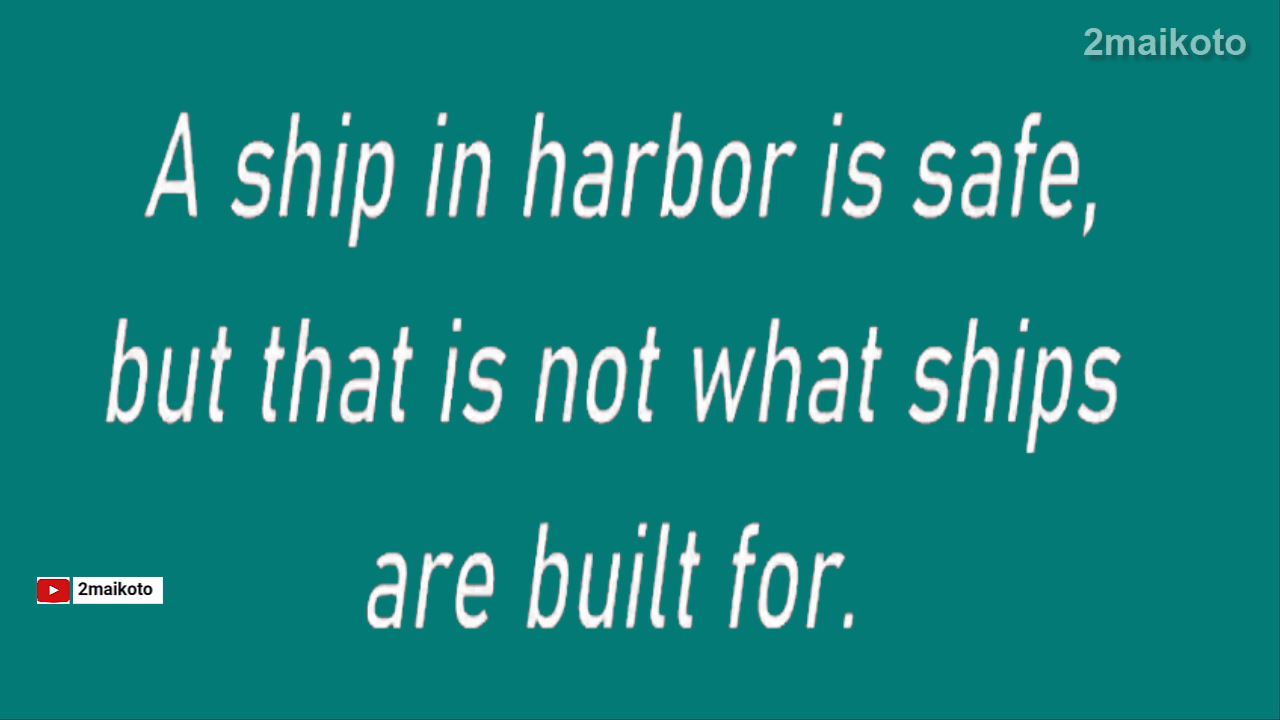 2maikoto
A ship in harbor is safe,
but that is not what ships
are built for.
2maikoto